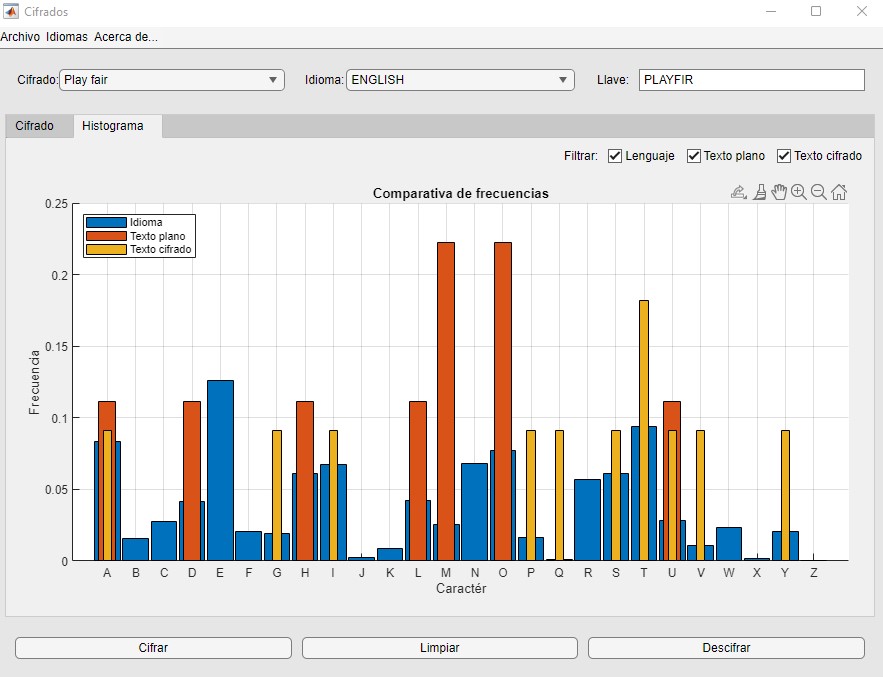 Cifrados
Archivo Idiomas Acerca de...
Cifrado: Play fair Idioma: ENGLISH Llave: PLAYFIR
Cifrado Histograma
Filtrar: Lenguaje Texto plano Texto cifrado
Comparativa de frecuencias
Idioma
Texto plano
Texto cifrado
0.25
0.2
0.15
0.1
0.05
0
Frecuencia
A B C D E F G H I J K L M N O P Q R S T U V W X Y Z
Caractér
Cifrar Limpiar Descifrar